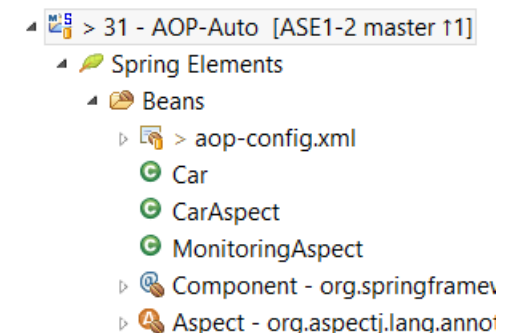 > 31 - AOP-Auto [ASE1-2 master ↑1]
Spring Elements
Beans
> aop-config.xml
Car
CarAspect
MonitoringAspect
Component - org.springframew
Aspect - org.aspectj.lang.annot